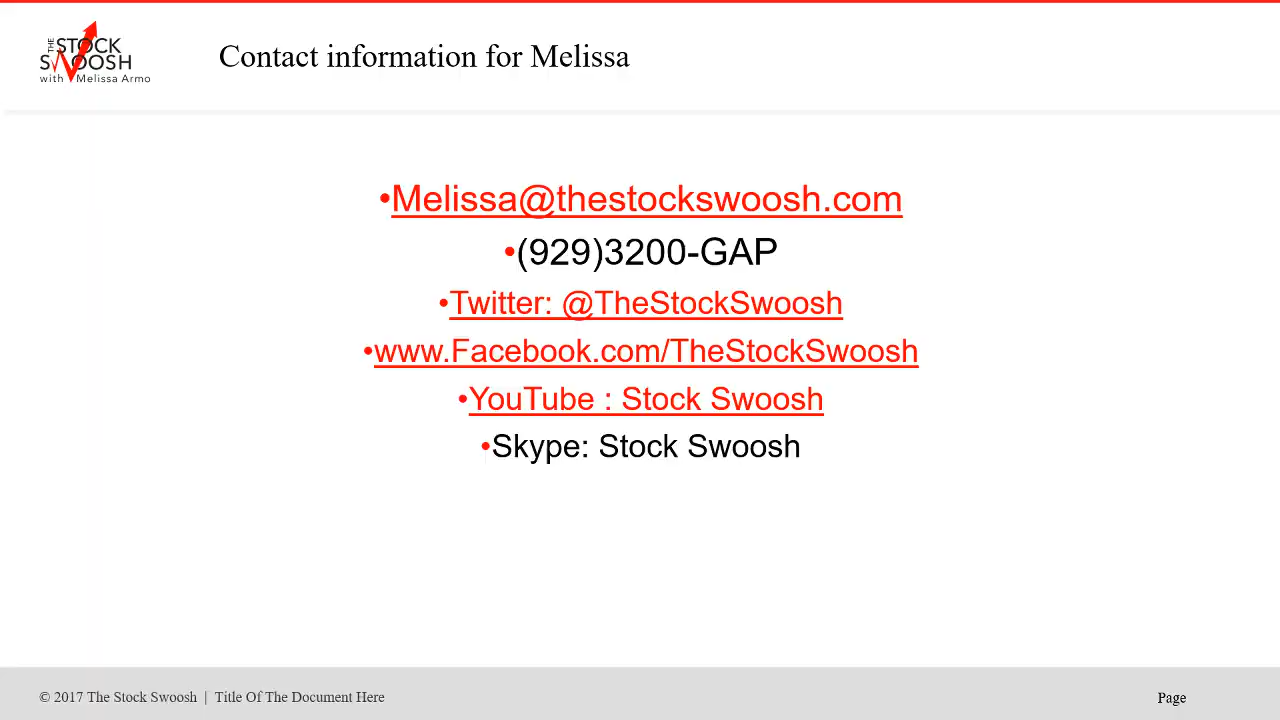 THE STOCK
SWOOSH
with Melissa Armo
Contact information for Melissa
•Melissa@thestockswoosh.com
•(929)3200-GAP
•Twitter: @TheStockSwoosh
•www.Facebook.com/TheStockSwoosh
•YouTube : Stock Swoosh
•Skype: Stock Swoosh
© 2017 The Stock Swoosh | Title Of The Document Here
Page